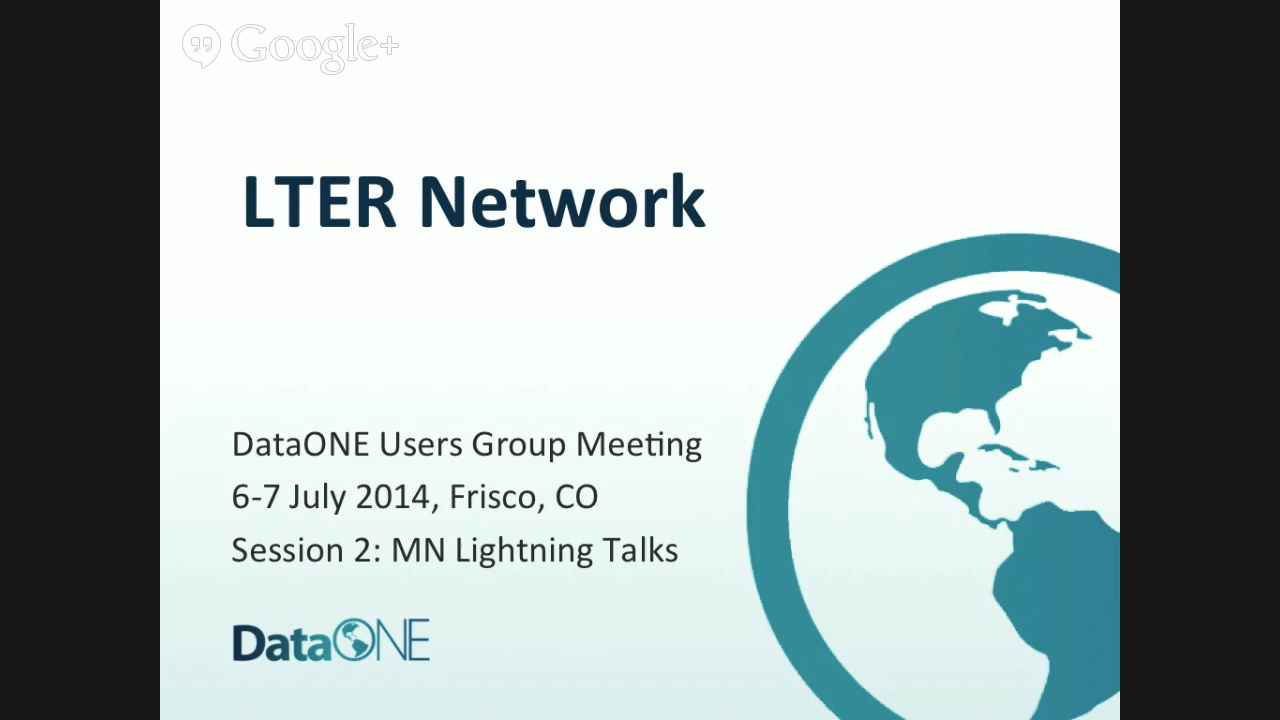 Google+
LTER Network
DataONE Users Group Meeting
6-7 July 2014, Frisco, CO
Session 2: MN Lightning Talks
DataONE